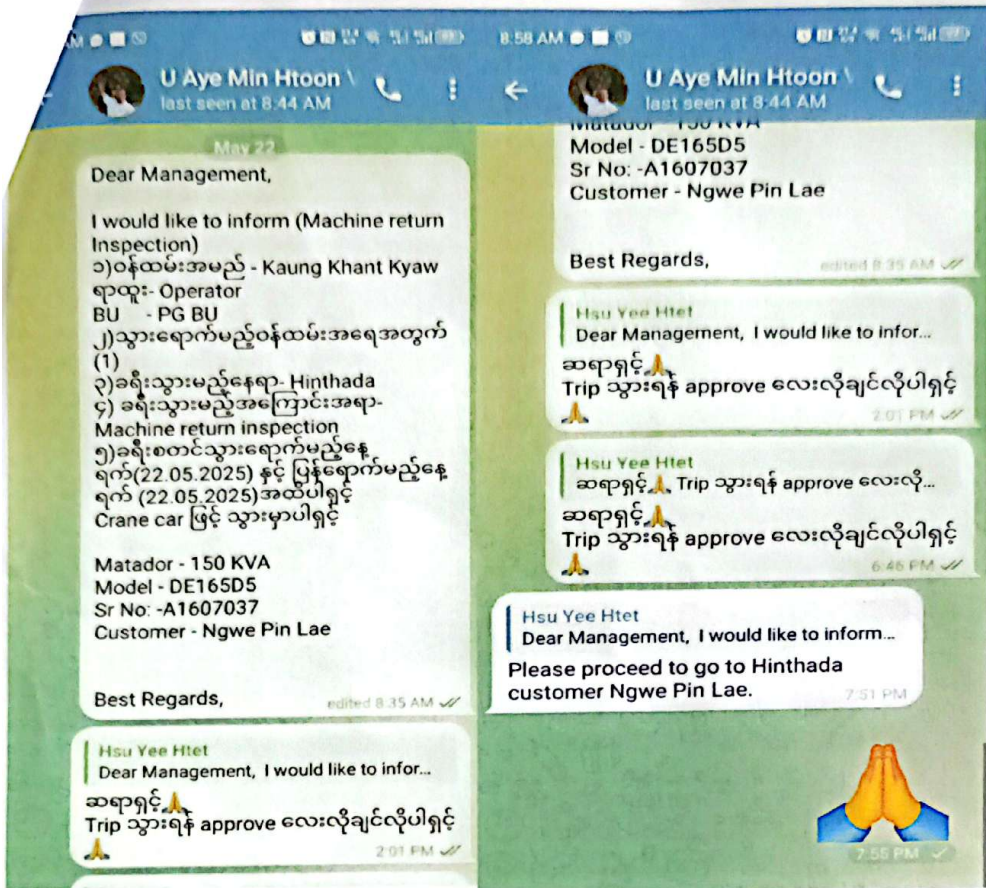 U Aye Min Htoon \
last seen at 8:44 AM
May 22
Dear Management,
I would like to inform (Machine return
Inspection)
၁)ဝန်ထမ်းအမည် - Kaung Khant Kyaw
ရာထူး- Operator
BU - PG BU
၂)သွားရောက်မည့်ဝန်ထမ်းအရေအတွက်
(1)
၃)ခရီးသွားမည့်နေရာ- Hinthada
၄) ခရီးသွားမည့်အကြောင်းအရာ-
Machine return inspection
၅)ခရီးစတင်သွားရောက်မည့်နေ့
ရက်(22.05.2025) နှင့် ပြန်ရောက်မည့်နေ့
ရက် (22.05.2025)အထိပါရှင့်
Crane car ဖြင့် သွားမှာပါရှင့်
Matador - 150 KVA
Model - DE165D5
Sr No: -A1607037
Customer - Ngwe Pin Lae
Best Regards,
edited 8:35 AM
Hsu Yee Htet
Dear Management, I would like to infor...
ဆရာရှင့်🙏
Trip သွားရန် approve လေးလိုချင်လိုပါရှင့်
🙏
2:01 PM
8:58 AM
U Aye Min Htoon \
last seen at 8:44 AM
Matador - 150 KVA
Model - DE165D5
Sr No: -A1607037
Customer - Ngwe Pin Lae
Best Regards,
edited 8:35 AM
Hsu Yee Htet
Dear Management, I would like to infor...
ဆရာရှင့်🙏
Trip သွားရန် approve လေးလိုချင်လိုပါရှင့်
🙏
2:01 PM
Hsu Yee Htet
ဆရာရှင့်🙏 Trip သွားရန် approve လေးလို...
ဆရာရှင့်🙏
Trip သွားရန် approve လေးလိုချင်လိုပါရှင့်
🙏
6:46 PM
Hsu Yee Htet
Dear Management, I would like to inform...
Please proceed to go to Hinthada
customer Ngwe Pin Lae.
7:51 PM
🙏
7:55 PM